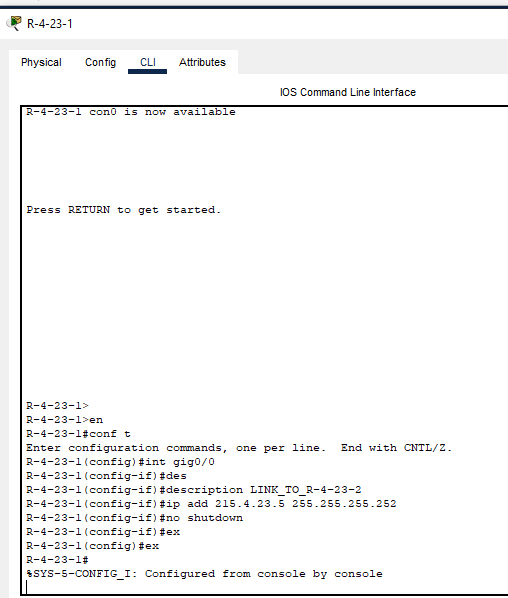 R-4-23-1
Physical Config CLI Attributes
IOS Command Line Interface
R-4-23-1 con0 is now available
Press RETURN to get started.
R-4-23-1>
R-4-23-1>en
R-4-23-1#conf t
Enter configuration commands, one per line.  End with CNTL/Z.
R-4-23-1(config)#int gig0/0
R-4-23-1(config-if)#des
R-4-23-1(config-if)#description LINK_TO_R-4-23-2
R-4-23-1(config-if)#ip add 215.4.23.5 255.255.255.252
R-4-23-1(config-if)#no shutdown
R-4-23-1(config-if)#ex
R-4-23-1(config)#ex
R-4-23-1#
%SYS-5-CONFIG_I: Configured from console by console